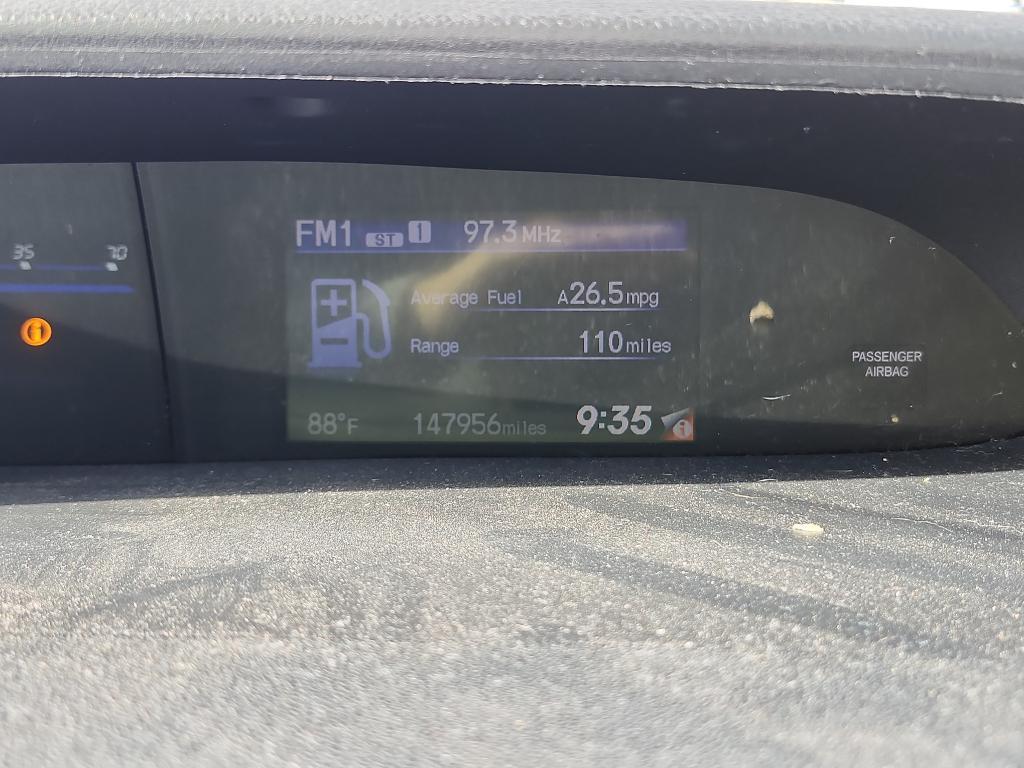 FM1 ST 1 97.3 MHz
35 70
Average Fuel A26.5 mpg
Range 110 miles
PASSENGER
AIRBAG
88°F 147956 miles 9:35 i